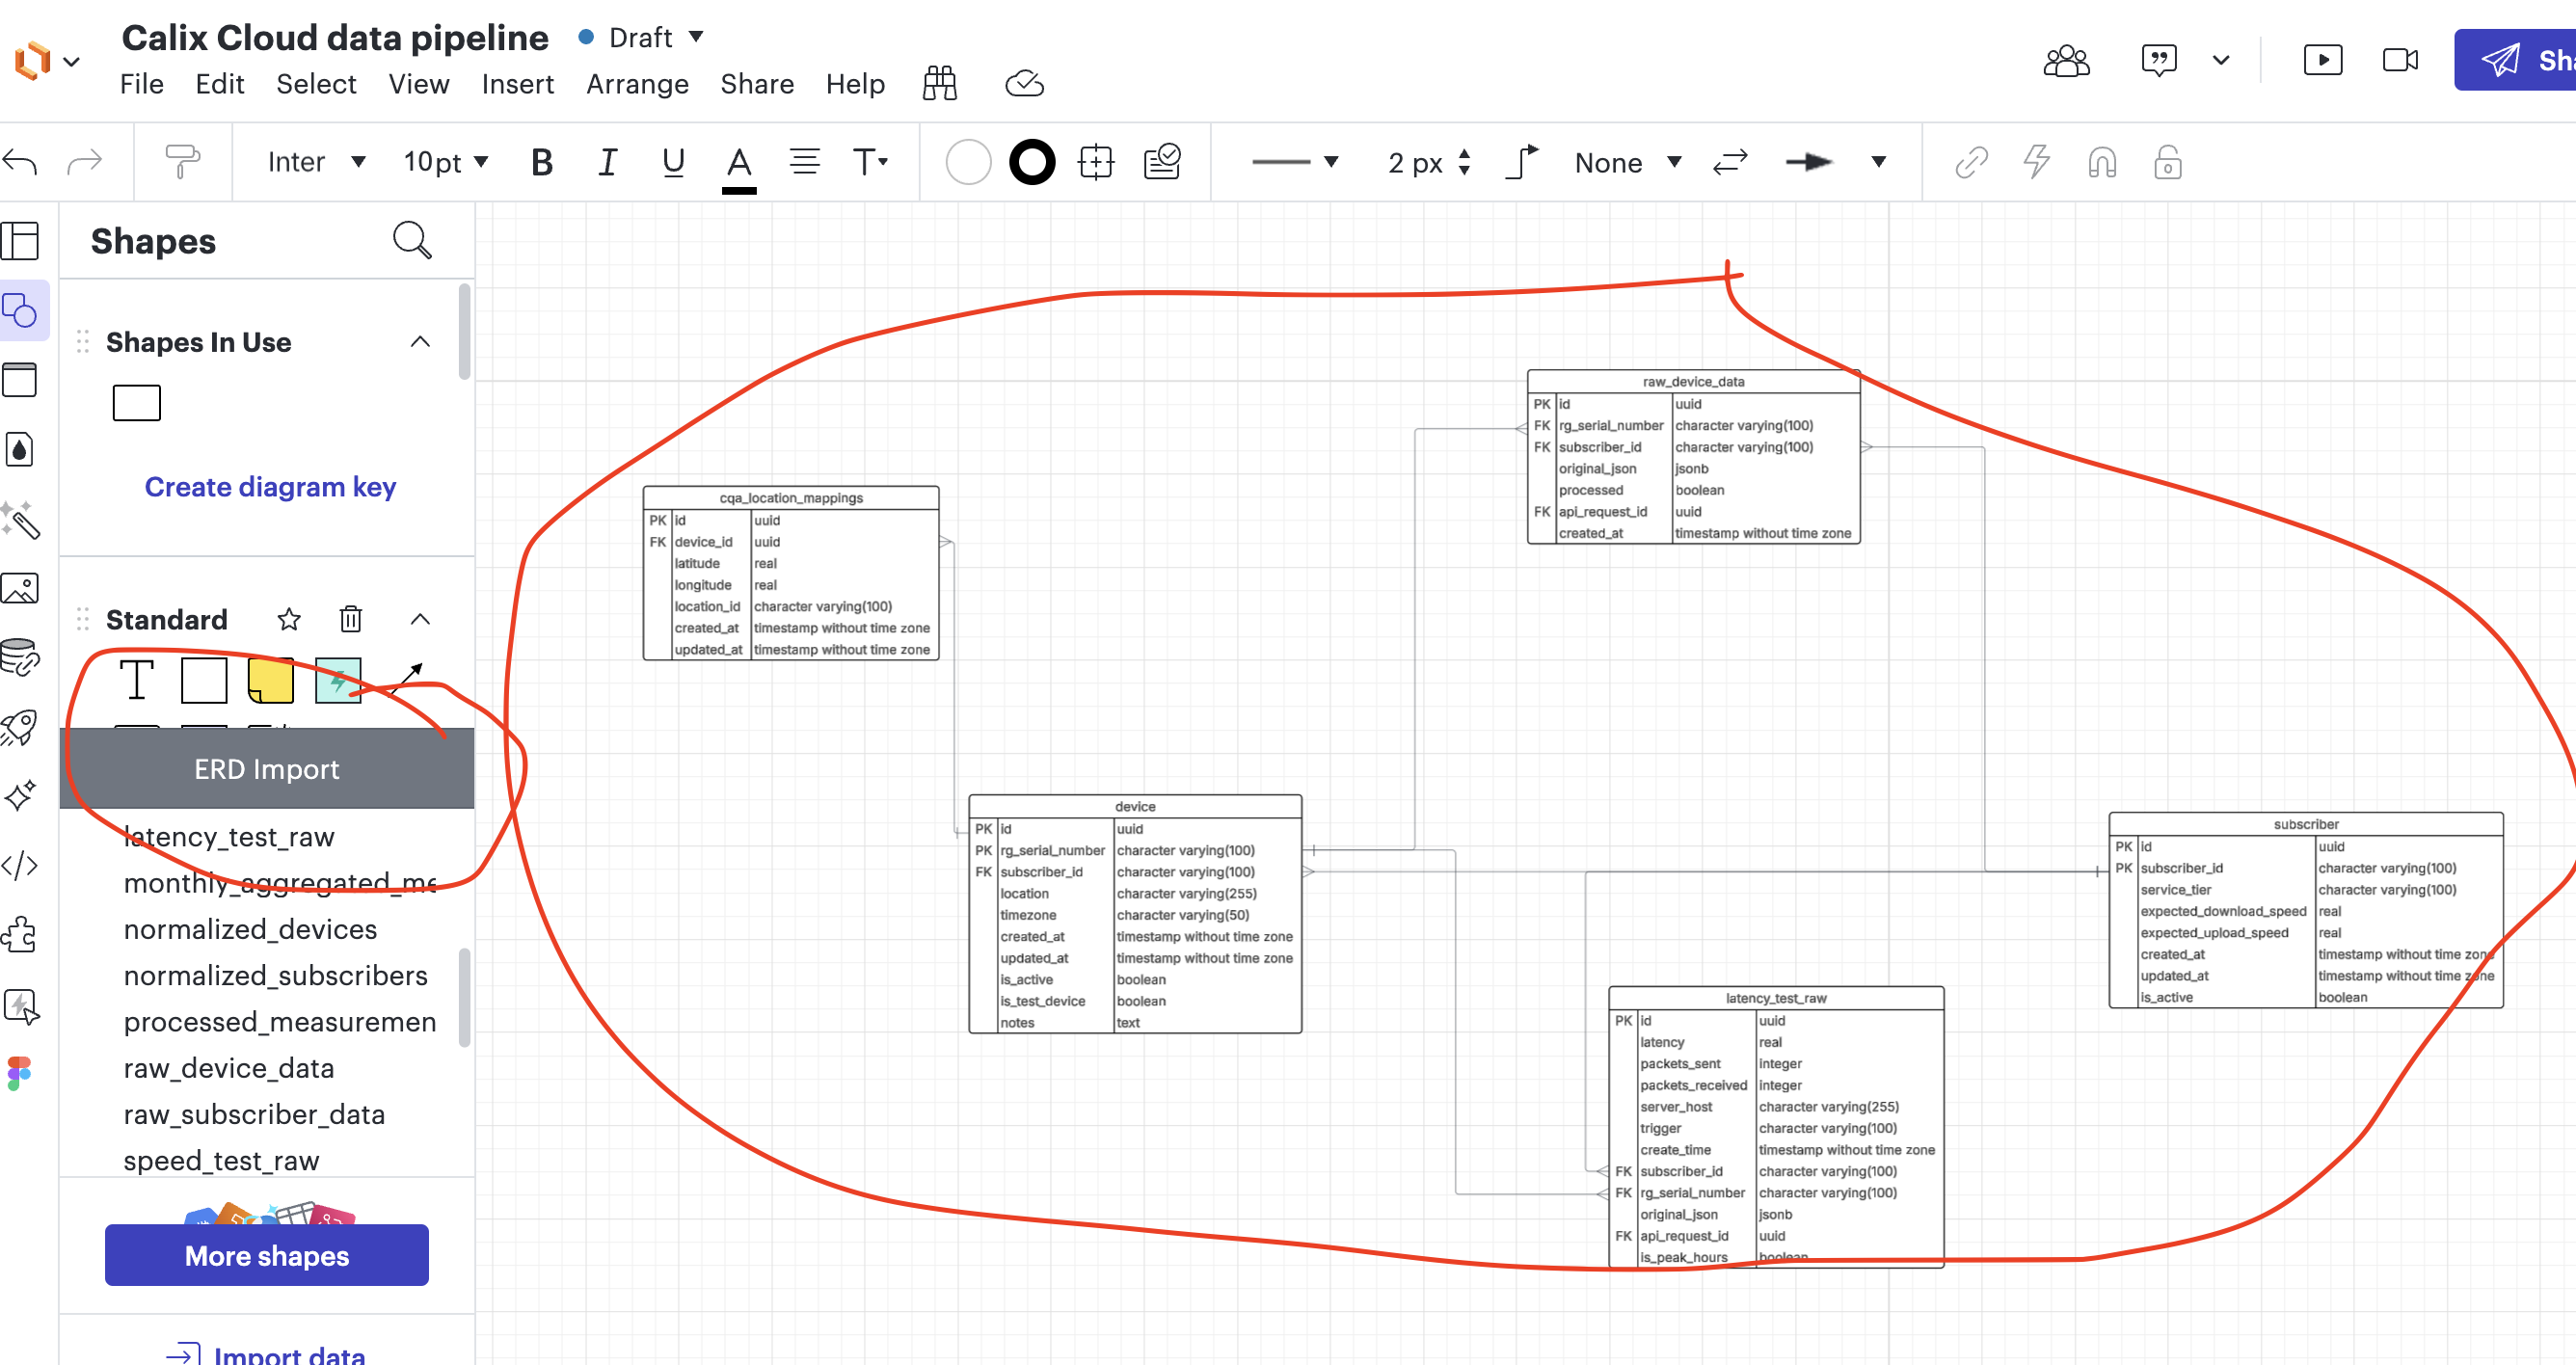 Calix Cloud data pipeline Draft
File Edit Select View Insert Arrange Share Help
Inter 10pt B I U A T 2 px None
Shapes
Shapes In Use
Create diagram key
Standard
T
ERD Import
latency_test_raw
monthly_aggregated_me
normalized_devices
normalized_subscribers
processed_measuremen
raw_device_data
raw_subscriber_data
speed_test_raw
More shapes
Import data
raw_device_data
PK id uuid
FK rg_serial_number character varying(100)
FK subscriber_id character varying(100)
original_json jsonb
processed boolean
FK api_request_id uuid
created_at timestamp without time zone
cqa_location_mappings
PK id uuid
FK device_id uuid
latitude real
longitude real
location_id character varying(100)
created_at timestamp without time zone
updated_at timestamp without time zone
device
PK id uuid
PK rg_serial_number character varying(100)
FK subscriber_id character varying(100)
location character varying(255)
timezone character varying(50)
created_at timestamp without time zone
updated_at timestamp without time zone
is_active boolean
is_test_device boolean
notes text
subscriber
PK id uuid
PK subscriber_id character varying(100)
service_tier character varying(100)
expected_download_speed real
expected_upload_speed real
created_at timestamp without time zone
updated_at timestamp without time zone
is_active boolean
latency_test_raw
PK id uuid
latency real
packets_sent integer
packets_received integer
server_host character varying(255)
trigger character varying(100)
create_time timestamp without time zone
FK subscriber_id character varying(100)
FK rg_serial_number character varying(100)
original_json jsonb
FK api_request_id uuid
is_peak_hours boolean